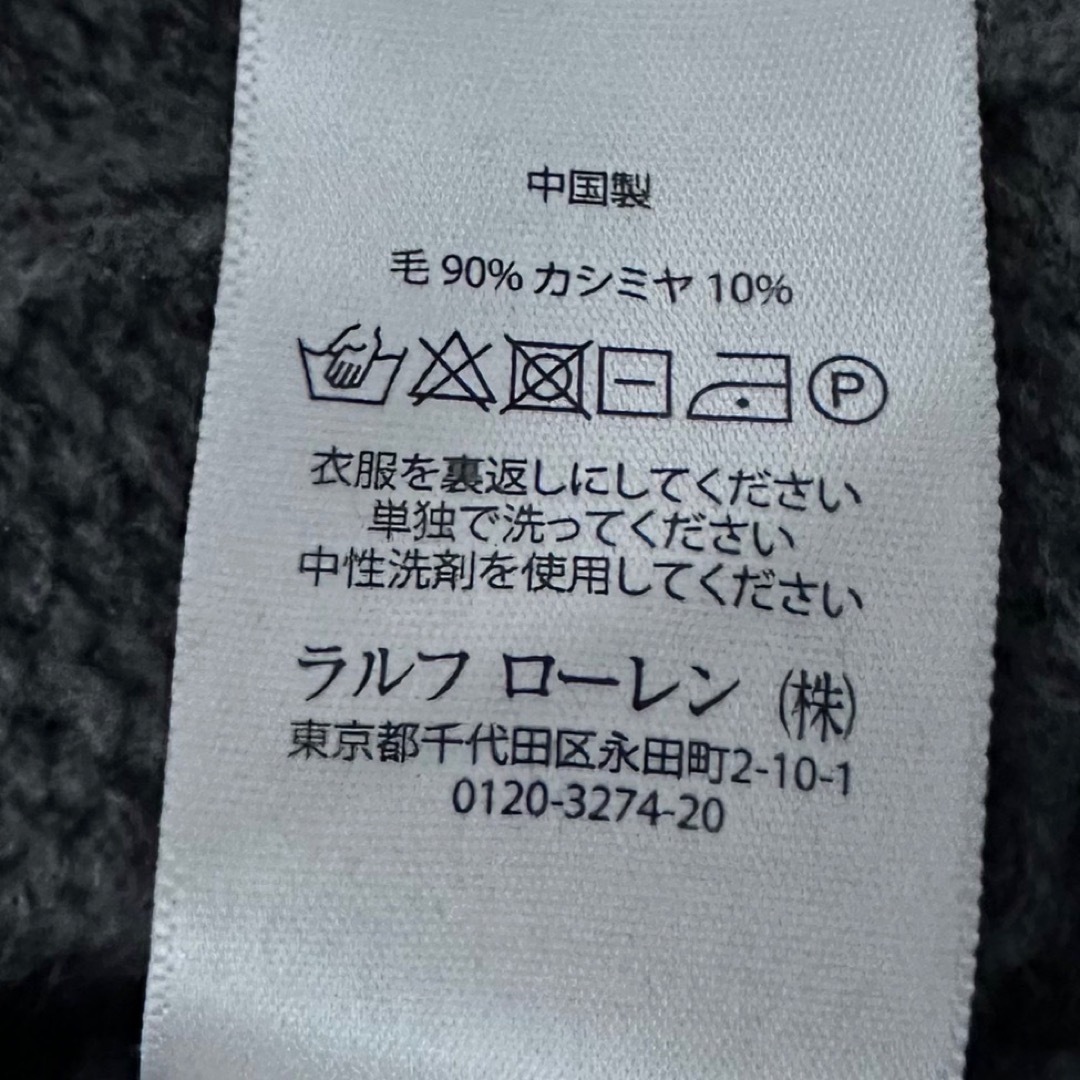 中国製
毛 90% カシミヤ 10%
P
衣服を裏返しにしてください
単独で洗ってください
中性洗剤を使用してください
ラルフ ローレン (株)
東京都千代田区永田町2-10-1
0120-3274-20